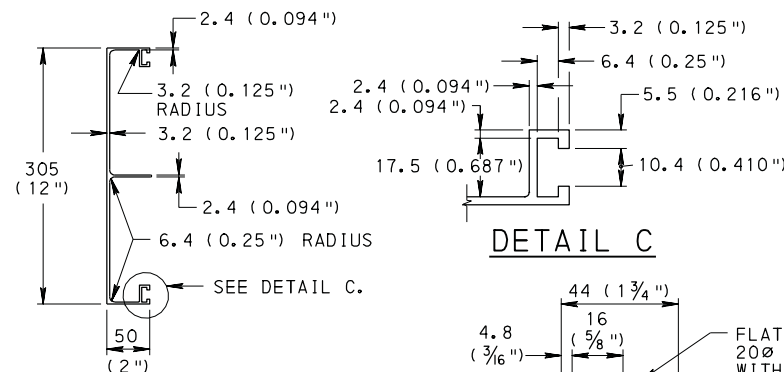 2.4 (0.094")
3.2 (0.125")
RADIUS
3.2 (0.125")
305
(12")
2.4 (0.094")
6.4 (0.25") RADIUS
SEE DETAIL C.
50
(2")
3.2 (0.125")
6.4 (0.25")
2.4 (0.094")
2.4 (0.094")
5.5 (0.216")
17.5 (0.687")
10.4 (0.410")
DETAIL C
44 (1¾")
4.8
(3⁄16")
16
(⅝")
FLAT
20Ø
WITH